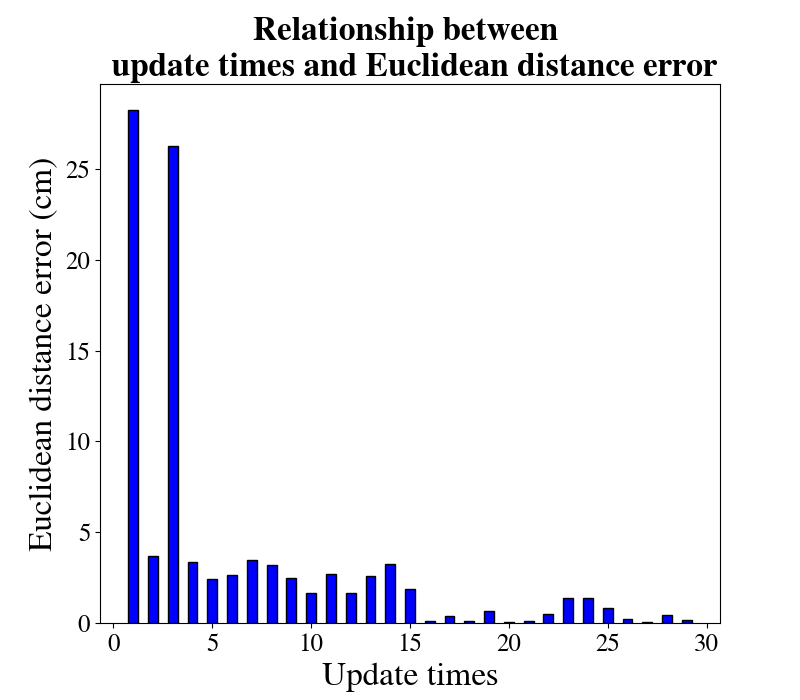 Relationship between
update times and Euclidean distance error
Euclidean distance error (cm)
25
20
15
10
5
0
0 5 10 15 20 25 30
Update times